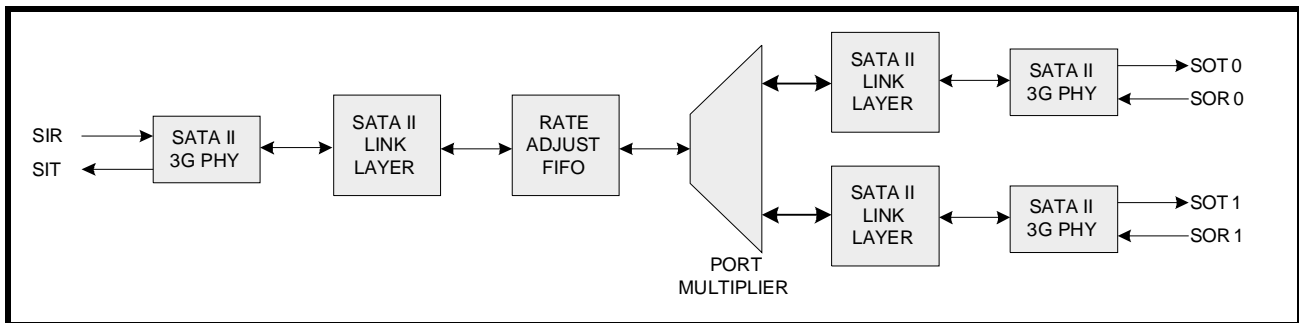 SIR
SIT
SATA II
3G PHY
SATA II
LINK
LAYER
RATE
ADJUST
FIFO
PORT
MULTIPLIER
SATA II
LINK
LAYER
SATA II
3G PHY
SOT 0
SOR 0
SATA II
LINK
LAYER
SATA II
3G PHY
SOT 1
SOR 1